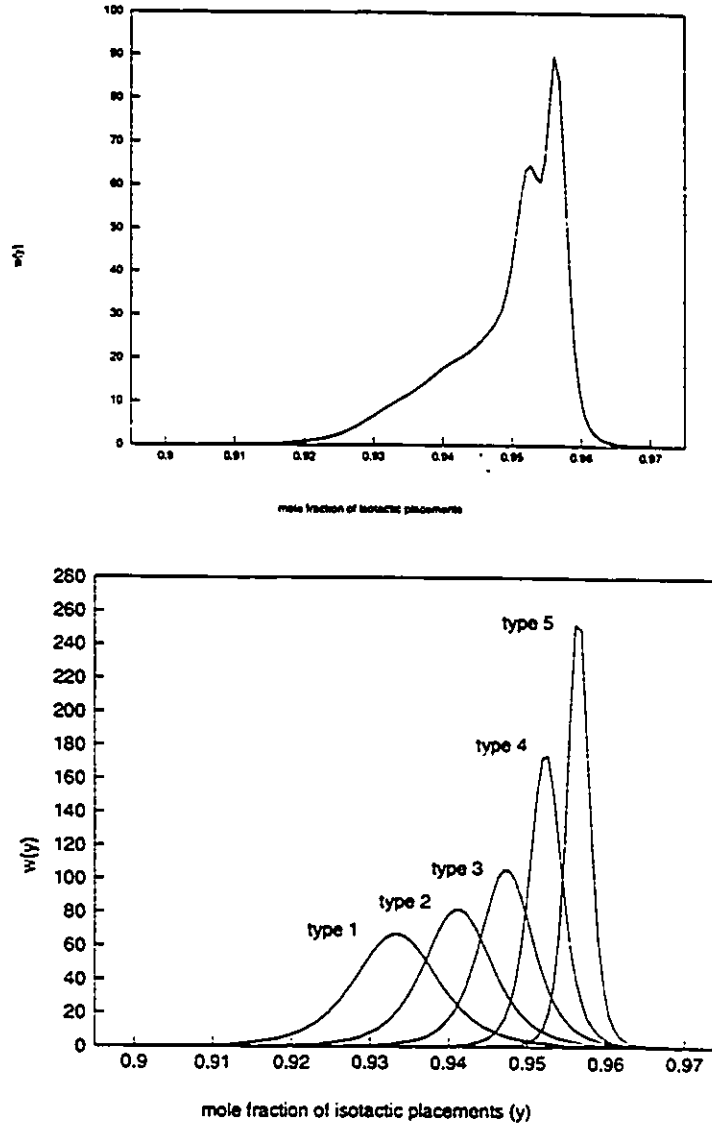 100
90
80
70
60
50
40
30
20
10
0
w(y)
0.9 0.91 0.92 0.93 0.94 0.95 0.96 0.97
mole fraction of isotactic placements
260
260
240
220
200
180
160
140
120
100
80
60
40
20
0
w(y)
type 5
type 4
type 3
type 2
type 1
0.9 0.91 0.92 0.93 0.94 0.95 0.96 0.97
mole fraction of isotactic placements (y)